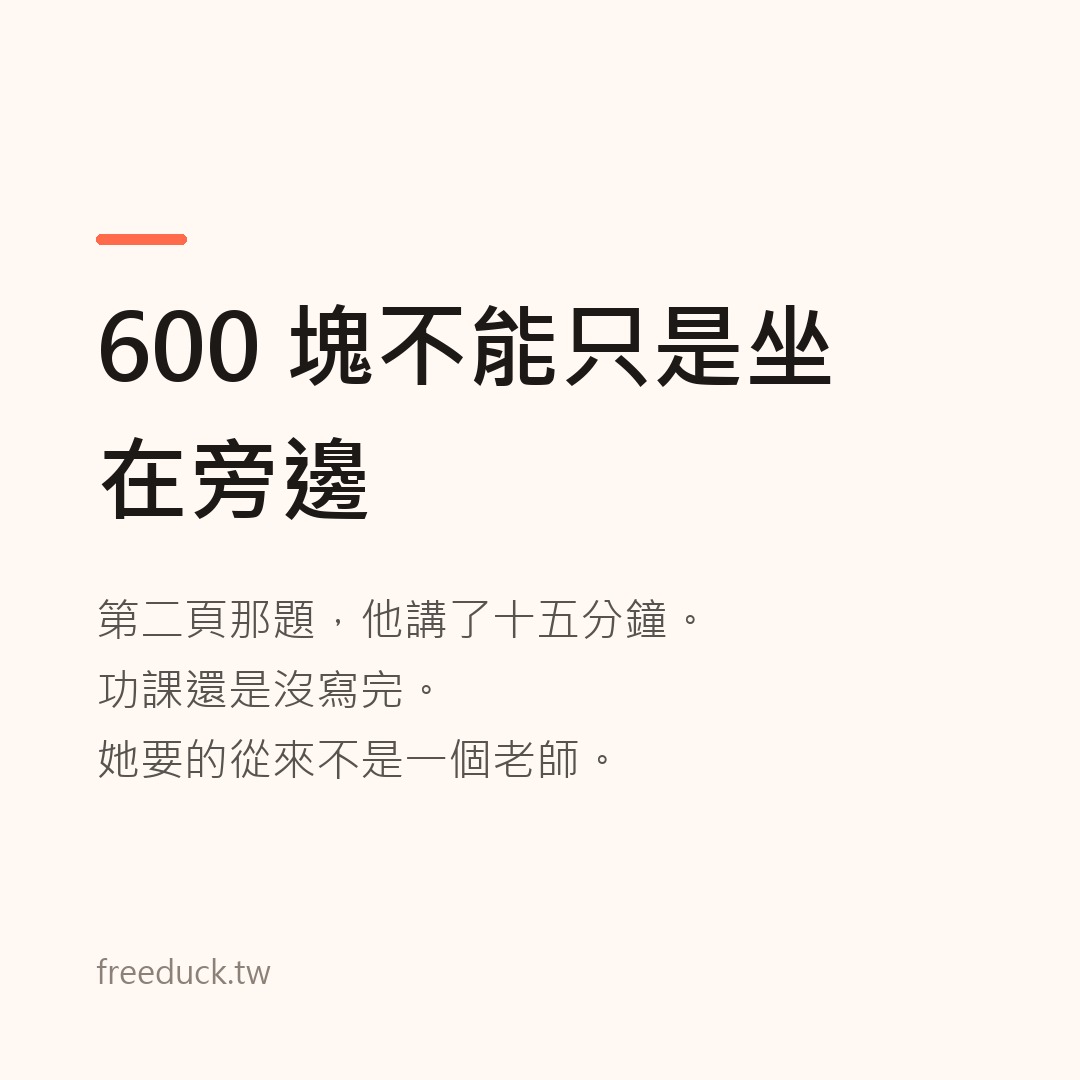 600 塊不能只是坐
在旁邊
第二頁那題，他講了十五分鐘。
功課還是沒寫完。
她要的從來不是一個老師。
freeduck.tw